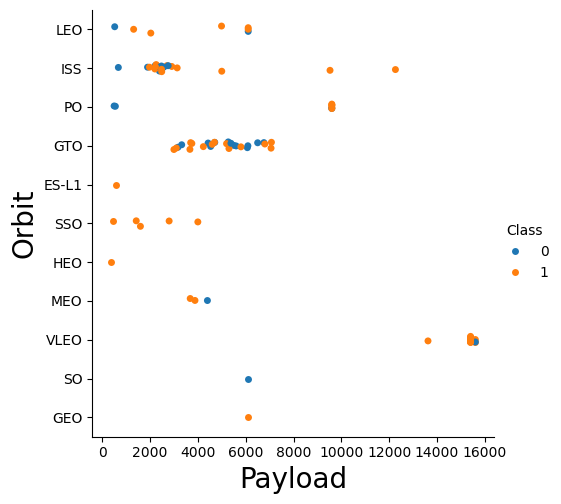 LEO
ISS
PO
GTO
ES-L1
SSO
HEO
MEO
VLEO
SO
GEO
Orbit
0 2000 4000 6000 8000 10000 12000 14000 16000
Payload
Class
0
1